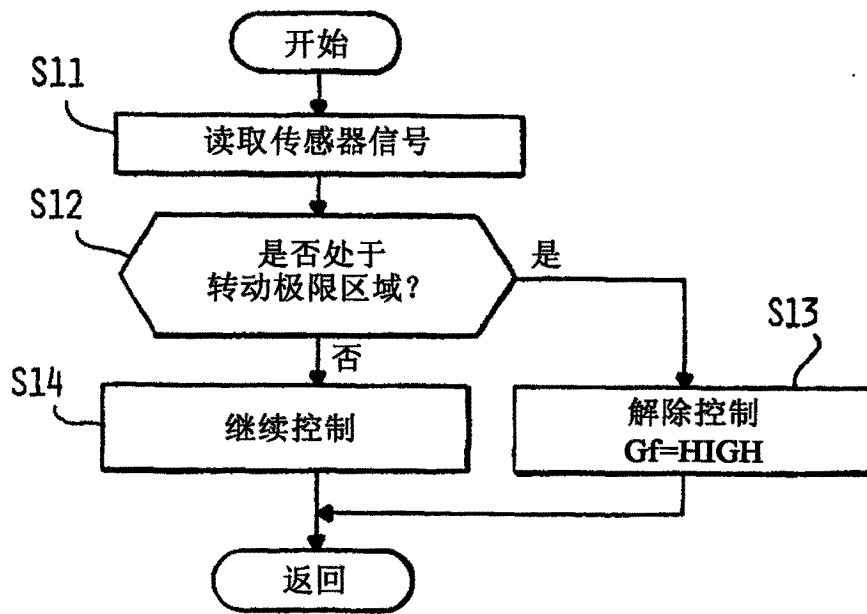 开始
S11
读取传感器信号
S12
是否处于
转动极限区域?
是
否
S13
S14
继续控制
解除控制
Gf=HIGH
返回